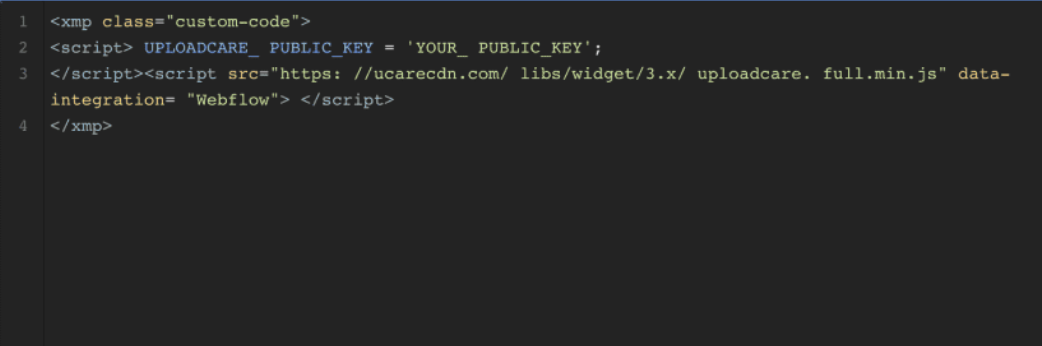 1 <xmp class="custom-code">
2 <script> UPLOADCARE_ PUBLIC_KEY = 'YOUR_ PUBLIC_KEY';
3 </script><script src="https: //ucarecdn.com/ libs/widget/3.x/ uploadcare. full.min.js" data-
integration= "Webflow"> </script>
4 </xmp>